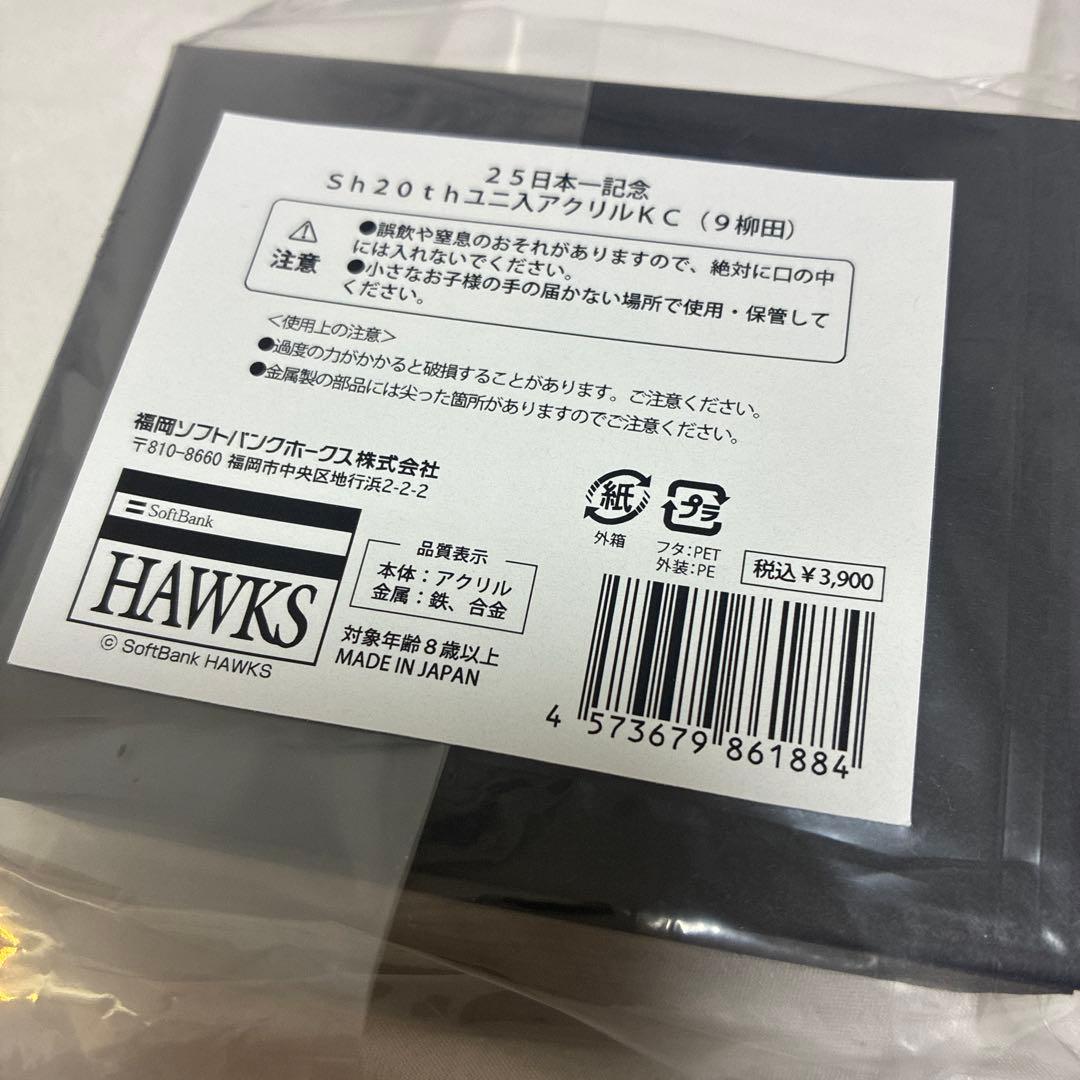 25日本一記念
Sh20thユニ入アクリルKC(9柳田)
注意
●誤飲や窒息のおそれがありますので、絶対に口の中
には入れないでください。
●小さなお子様の手の届かない場所で使用・保管して
ください。
<使用上の注意>
●過度の力がかかると破損することがあります。ご注意ください。
●金属製の部品には尖った箇所がありますのでご注意ください。
福岡ソフトバンクホークス株式会社
〒810-8660 福岡市中央区地行浜2-2-2
SoftBank
HAWKS
© SoftBank HAWKS
品質表示
本体:アクリル
金属:鉄、合金
対象年齢8歳以上
MADE IN JAPAN
紙
外箱
プラ
フタ:PET
外装:PE
税込¥3,900
4 573679 861884